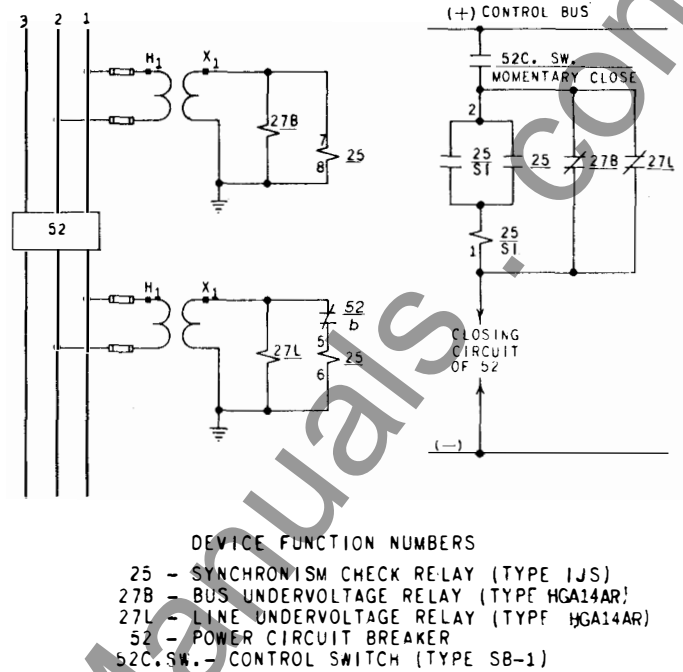 3 2 1
(+) CONTROL BUS
H1 X1
52C. SW.
MOMENTARY CLOSE
27B
7
8 25
2
25
SI
25 27B 27L
52
25
1 SI
H1 X1
52
b
5
27L 25
6
CLOSING
CIRCUIT
OF 52
(—)
DEVICE FUNCTION NUMBERS
25 - SYNCHRONISM CHECK RELAY (TYPE IJS)
27B - BUS UNDERVOLTAGE RELAY (TYPE HGA14AR)
27L - LINE UNDERVOLTAGE RELAY (TYPE HGA14AR)
52 - POWER CIRCUIT BREAKER
52C.SW. - CONTROL SWITCH (TYPE SB-1)
Manuals.com